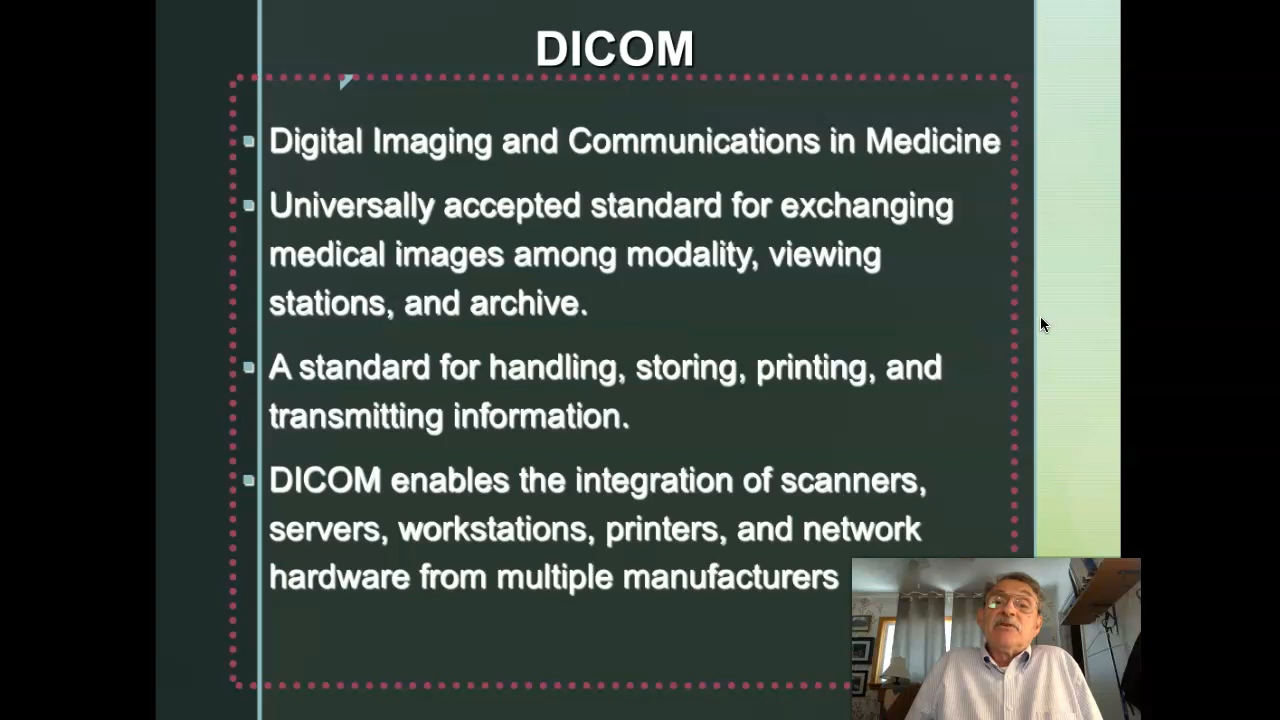 DICOM
Digital Imaging and Communications in Medicine
Universally accepted standard for exchanging
medical images among modality, viewing
stations, and archive.
A standard for handling, storing, printing, and
transmitting information.
DICOM enables the integration of scanners,
servers, workstations, printers, and network
hardware from multiple manufacturers